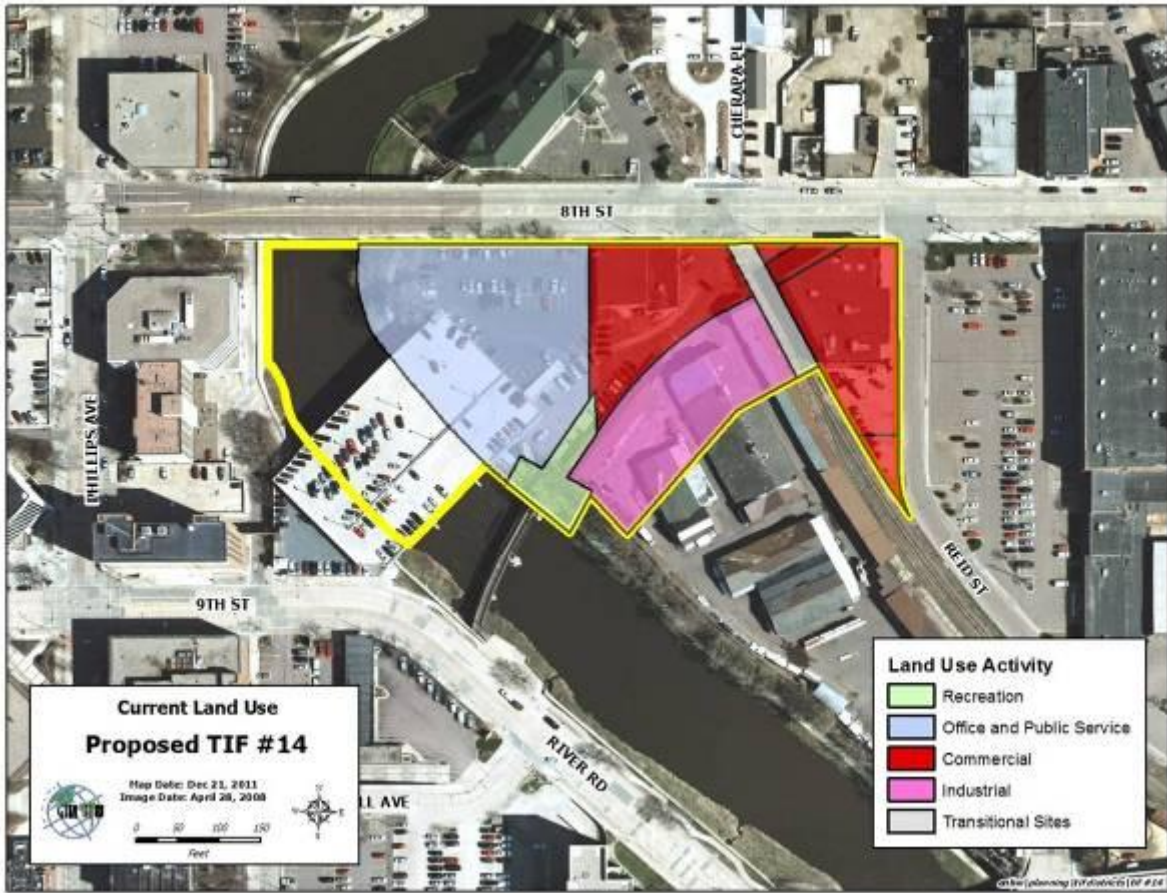 CHERAPA PL
8TH ST
PHILLIPS AVE
REID ST
9TH ST
RIVER RD
LL AVE
Land Use Activity
Recreation
Office and Public Service
Commercial
Industrial
Transitional Sites
Current Land Use
Proposed TIF #14
Map Date: Dec 21, 2011
Image Date: April 28, 2008
0 50 100 150
Feet